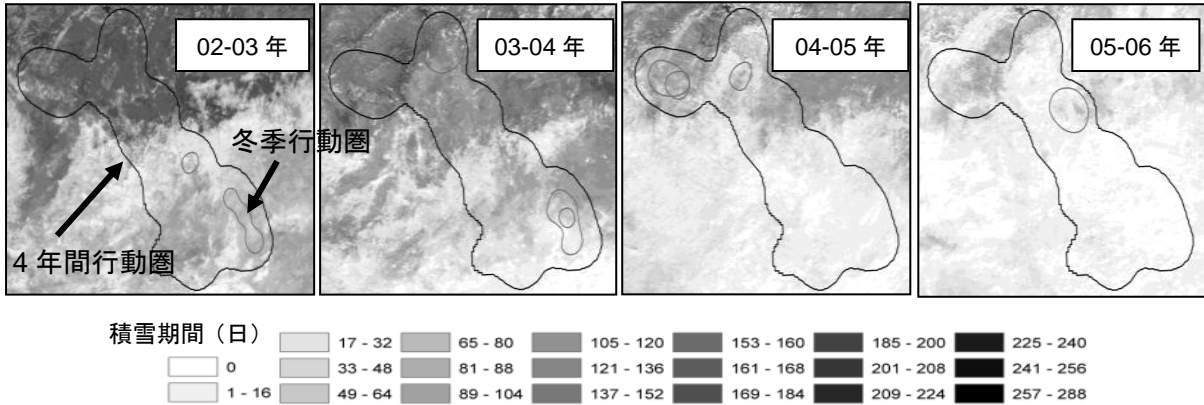 02-03 年
03-04 年
04-05 年
05-06 年
冬季行動圏
4 年間行動圏
積雪期間（日）
0
1 - 16
17 - 32
33 - 48
49 - 64
65 - 80
81 - 88
89 - 104
105 - 120
121 - 136
137 - 152
153 - 160
161 - 168
169 - 184
185 - 200
201 - 208
209 - 224
225 - 240
241 - 256
257 - 288